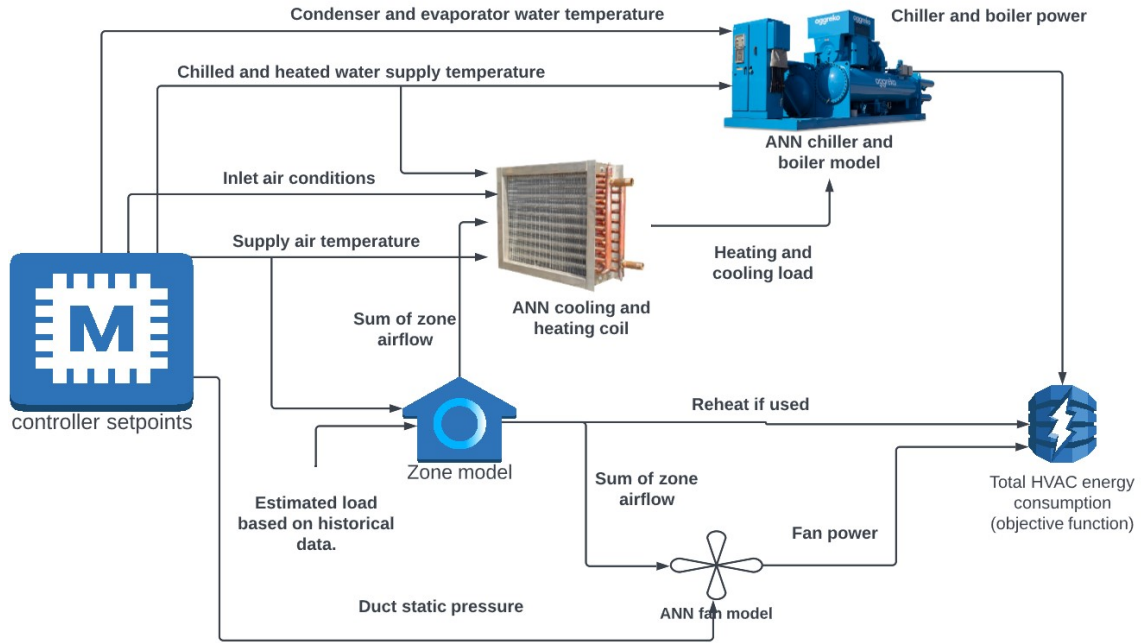 Condenser and evaporator water temperature
Chiller and boiler power
aggreko
aggreko
aggreko
Chilled and heated water supply temperature
ANN chiller and
boiler model
Inlet air conditions
Supply air temperature
Heating and
cooling load
ANN cooling and
heating coil
Sum of zone
airflow
M
controller setpoints
Reheat if used
Zone model
Sum of zone
airflow
Total HVAC energy
consumption
(objective function)
Estimated load
based on historical
data.
Fan power
Duct static pressure
ANN fan model